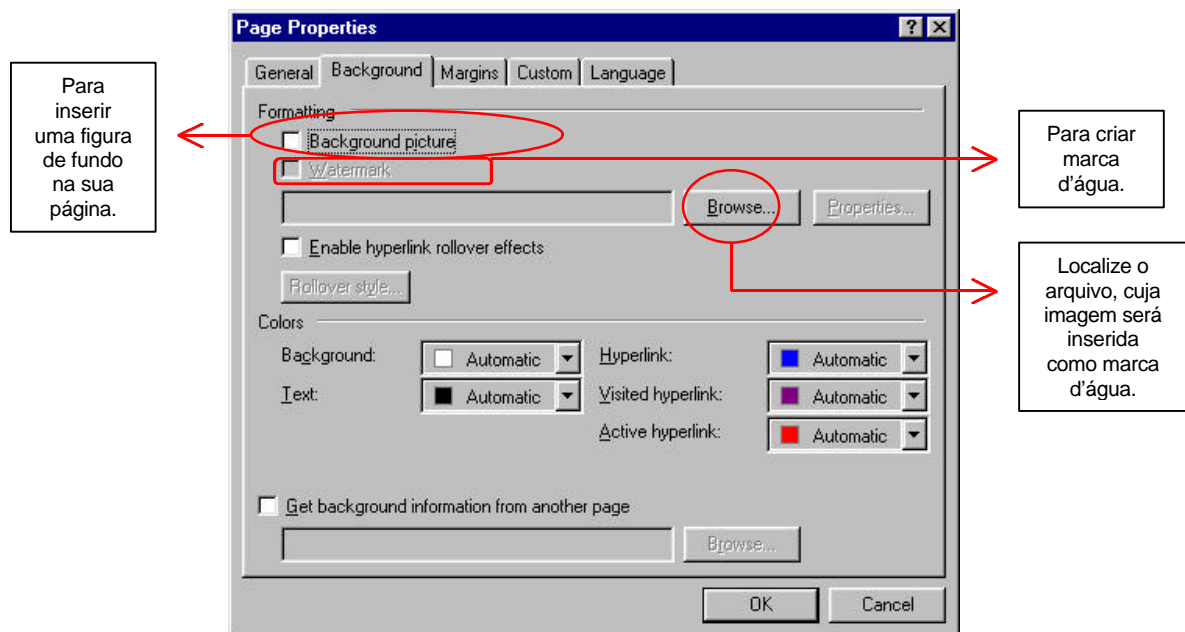 Page Properties
General Background Margins Custom Language
Para
inserir
uma figura
de fundo
na sua
página.
Formatting
Background picture
Watermark
Browse... Properties...
Para criar
marca
d’água.
Enable hyperlink rollover effects
Rollover style...
Localize o
arquivo, cuja
imagem será
inserida
como marca
d’água.
Colors
Background: Automatic Hyperlink: Automatic
Text: Automatic Visited hyperlink: Automatic
Active hyperlink: Automatic
Get background information from another page
Browse...
OK Cancel